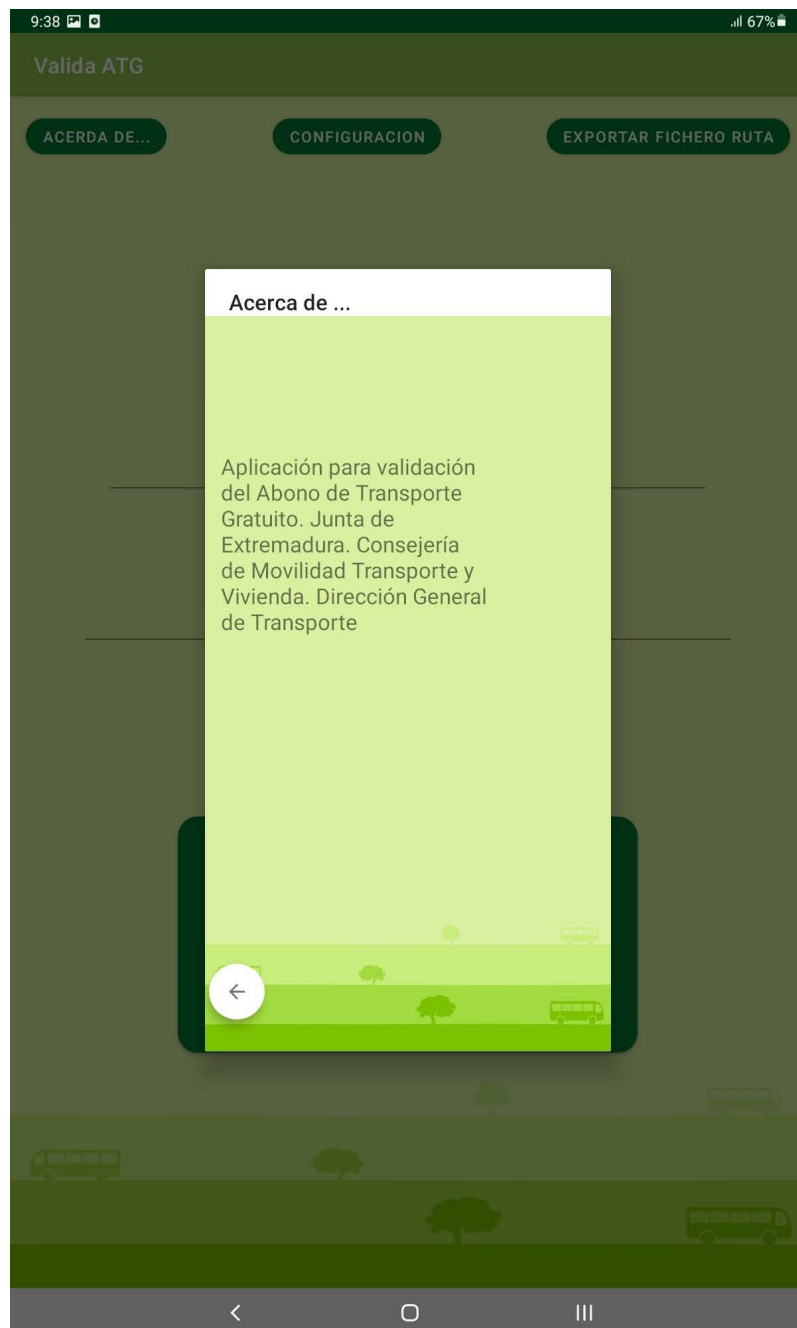 9:38
67%
Valida ATG
ACERDA DE...
CONFIGURACION
EXPORTAR FICHERO RUTA
Acerca de ...
Aplicación para validación
del Abono de Transporte
Gratuito. Junta de
Extremadura. Consejería
de Movilidad Transporte y
Vivienda. Dirección General
de Transporte